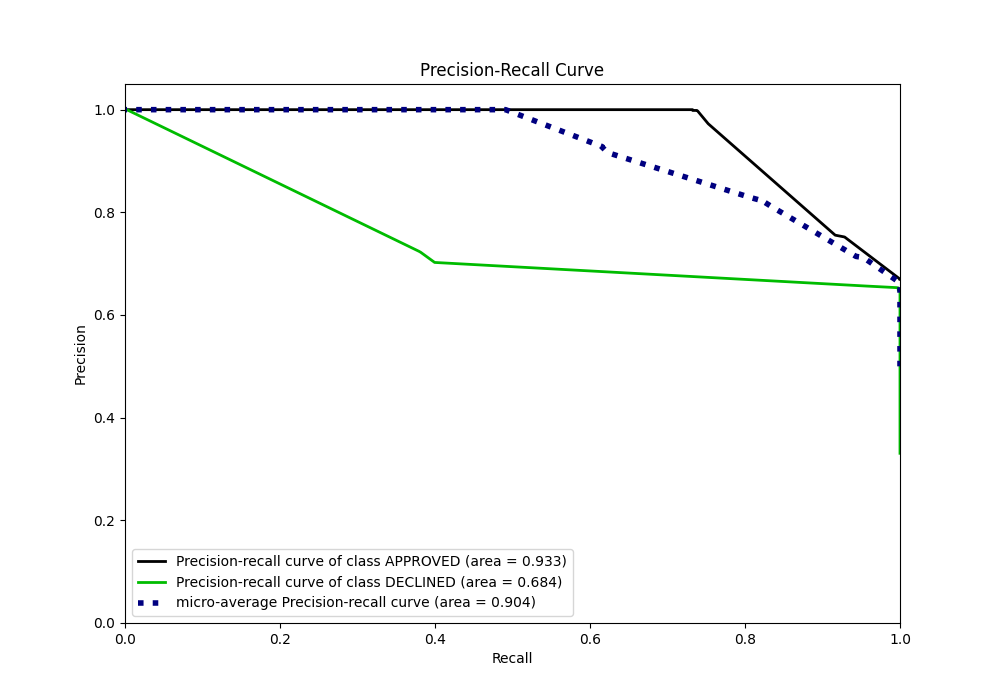 Precision-Recall Curve
1.0
0.8
0.6
0.4
0.2
0.0
Precision
Precision-recall curve of class APPROVED (area = 0.933)
Precision-recall curve of class DECLINED (area = 0.684)
micro-average Precision-recall curve (area = 0.904)
0.0 0.2 0.4 0.6 0.8 1.0
Recall